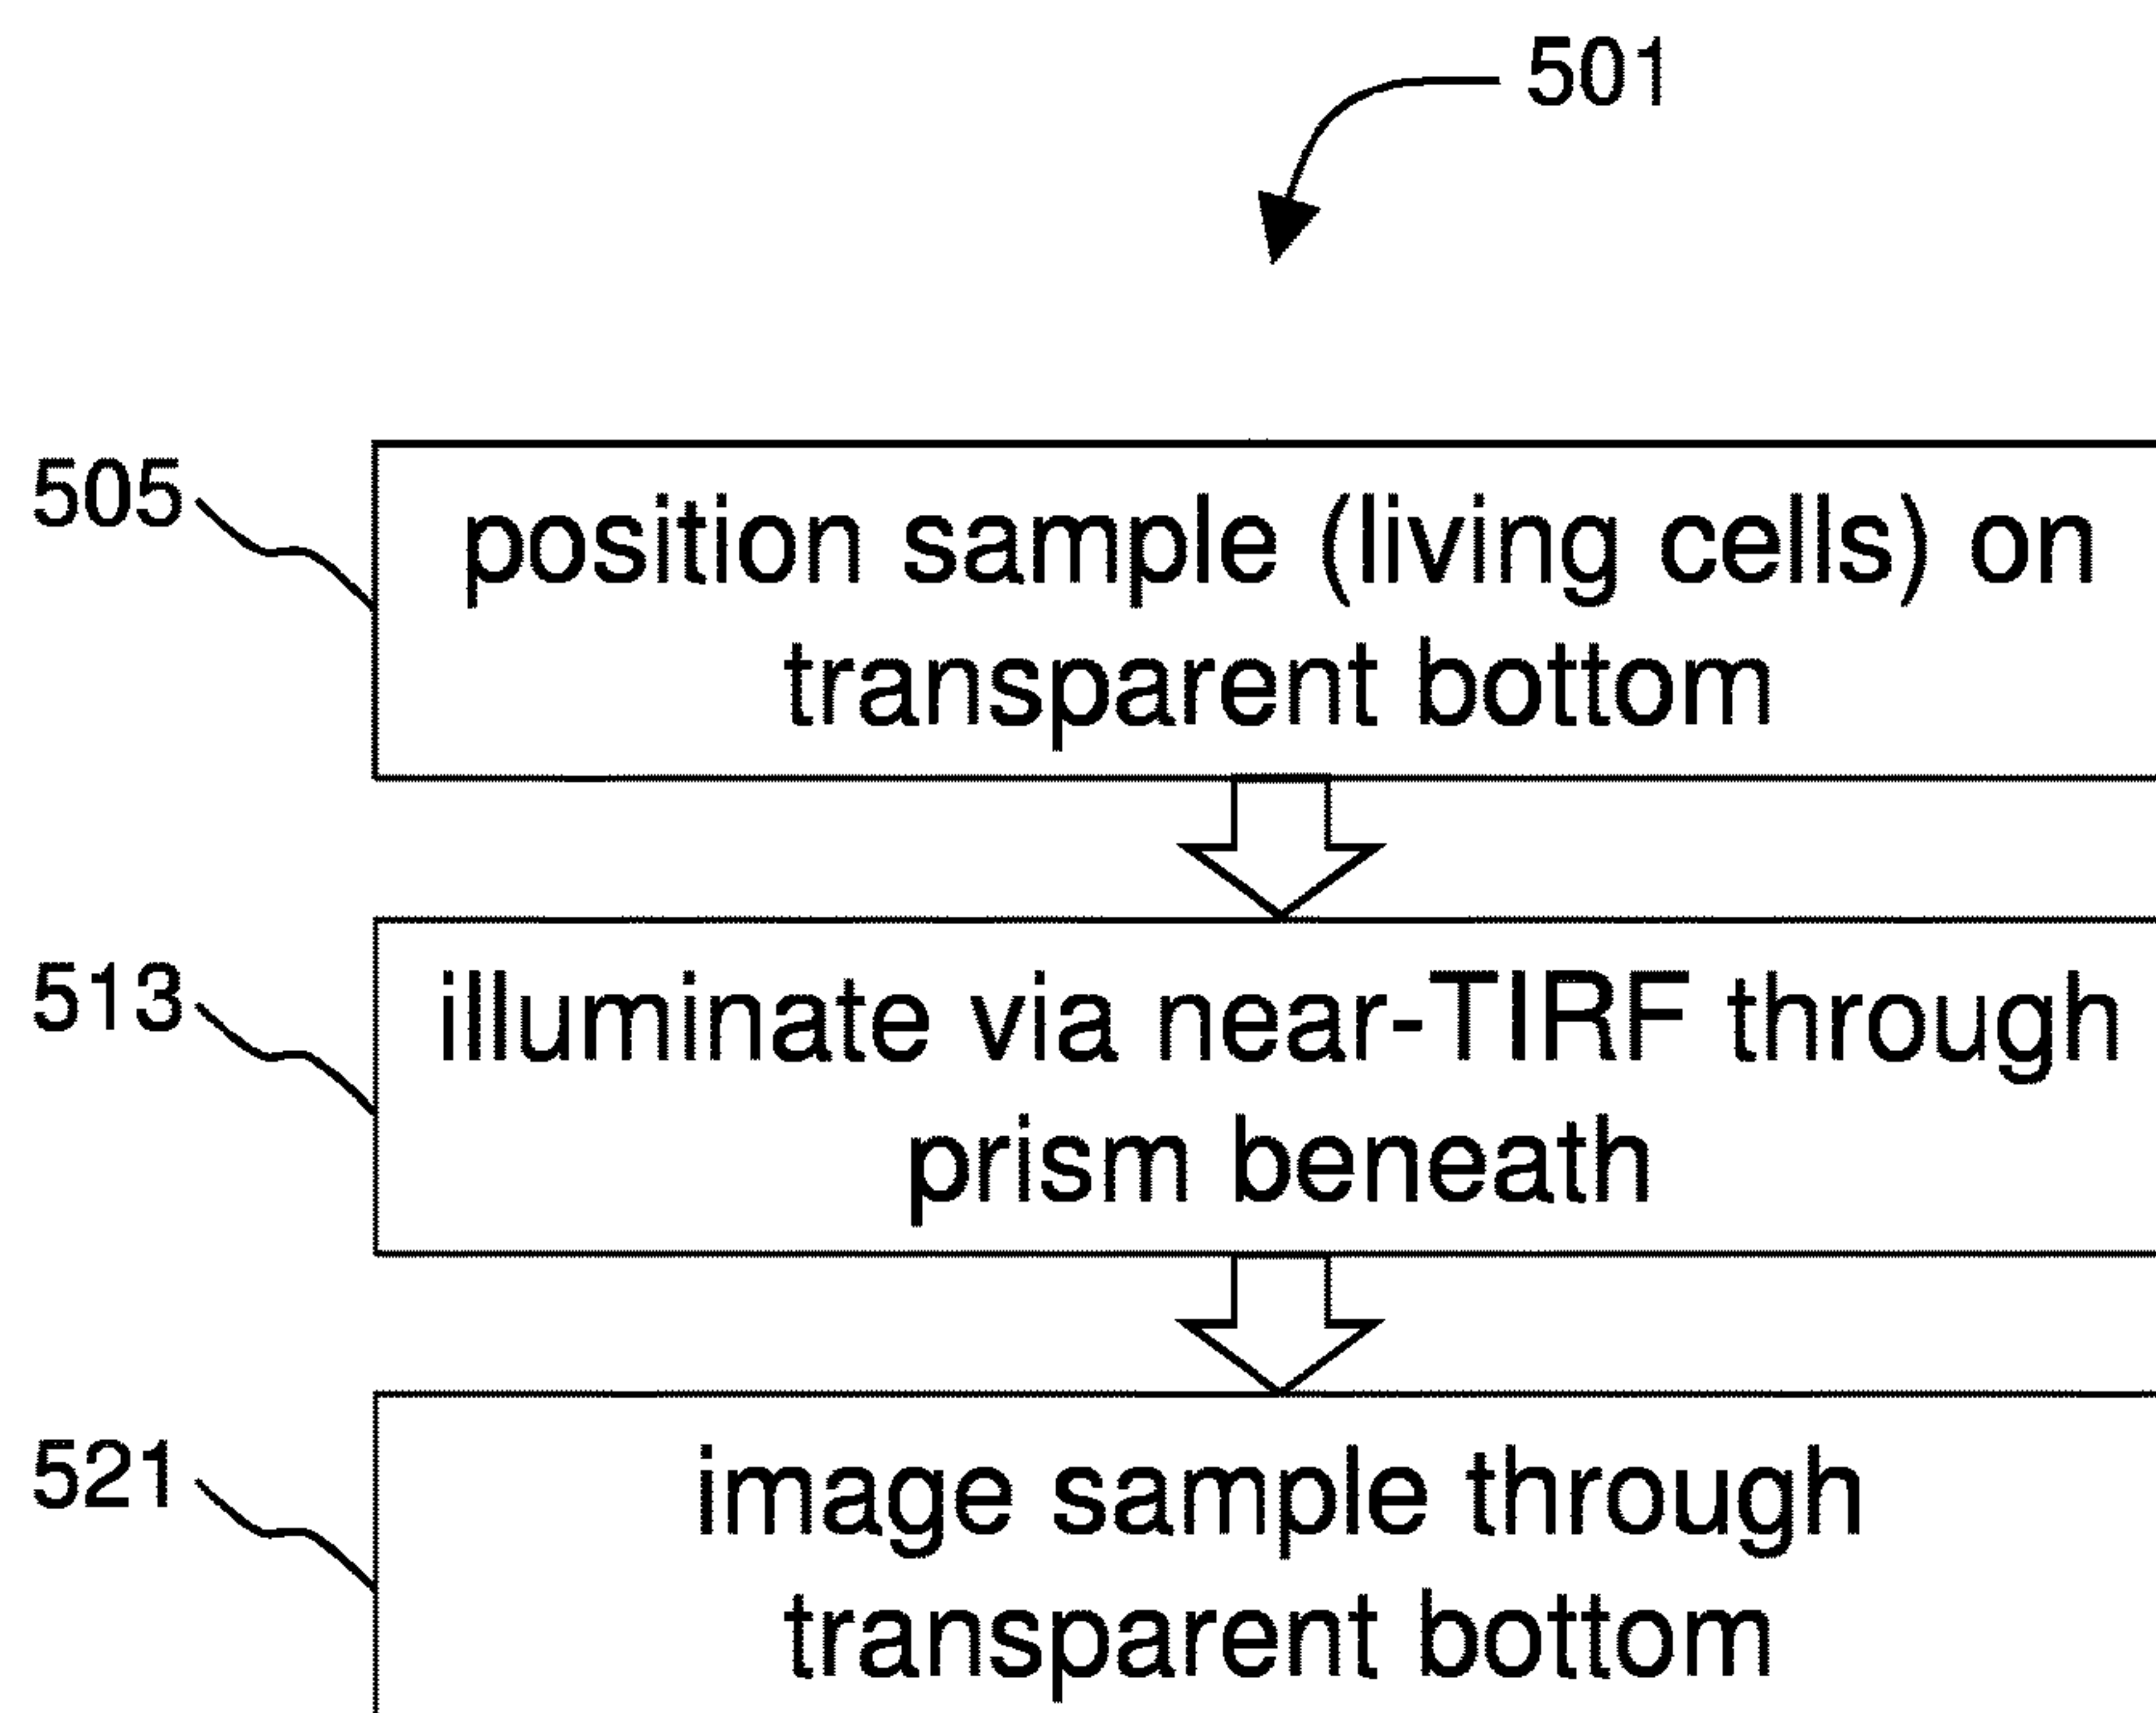 501
505
position sample (living cells) on
transparent bottom
513
illuminate via near-TIRF through
prism beneath
521
image sample through
transparent bottom